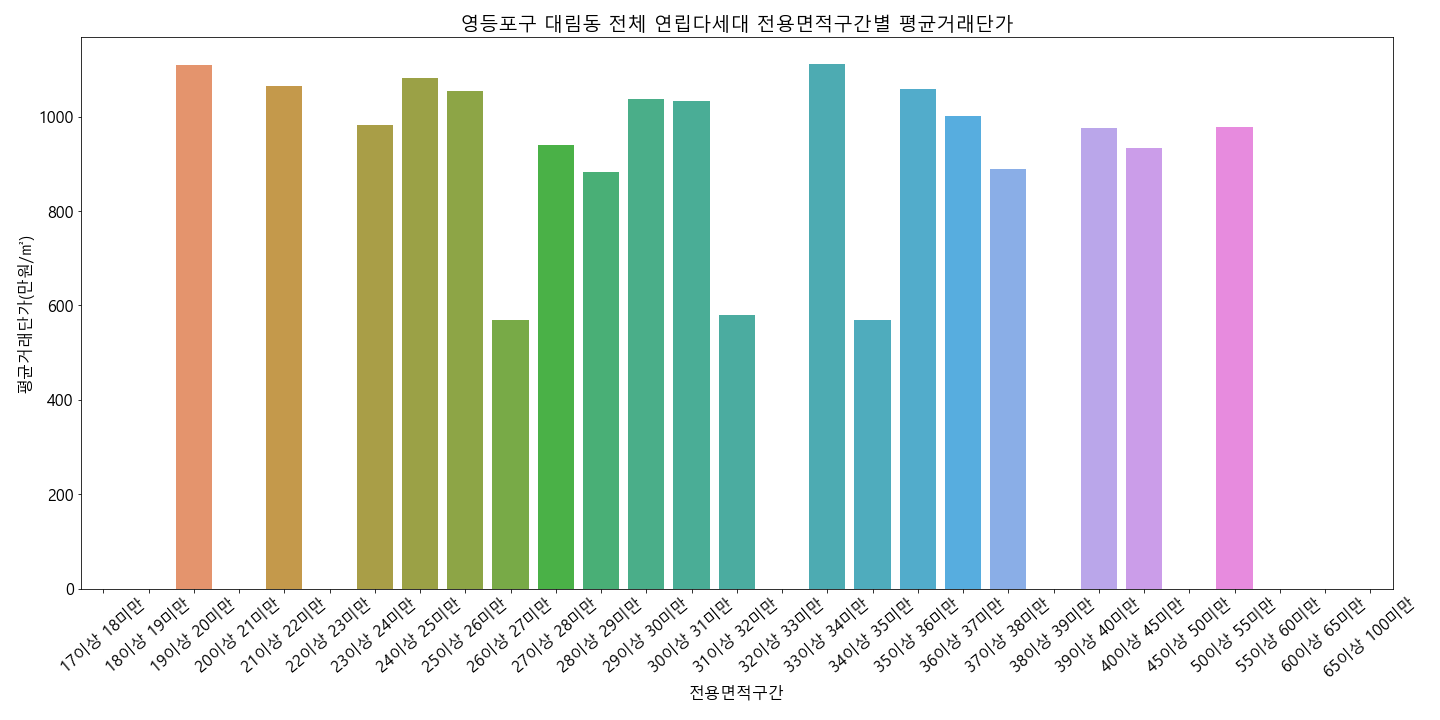 영등포구 대림동 전체 연립다세대 전용면적구간별 평균거래단가
평균거래단가(만원/㎡)
1000
800
600
400
200
0
17이상 18미만
18이상 19미만
19이상 20미만
20이상 21미만
21이상 22미만
22이상 23미만
23이상 24미만
24이상 25미만
25이상 26미만
26이상 27미만
27이상 28미만
28이상 29미만
29이상 30미만
30이상 31미만
31이상 32미만
32이상 33미만
33이상 34미만
34이상 35미만
35이상 36미만
36이상 37미만
37이상 38미만
38이상 39미만
39이상 40미만
40이상 45미만
45이상 50미만
50이상 55미만
55이상 60미만
60이상 65미만
65이상 100미만
전용면적구간